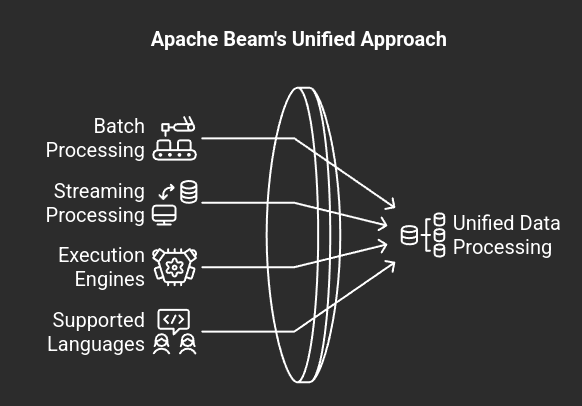 Apache Beam's Unified Approach
Batch
Processing
Streaming
Processing
Execution
Engines
Supported
Languages
</>
Unified Data
Processing